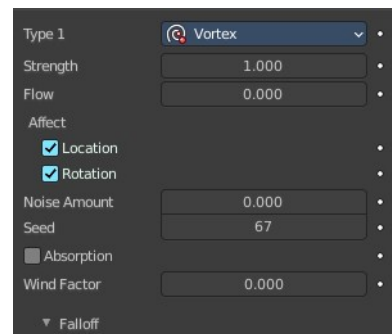 Type 1 Vortex
Strength 1.000
Flow 0.000
Affect
Location
Rotation
Noise Amount 0.000
Seed 67
Absorption
Wind Factor 0.000
Falloff